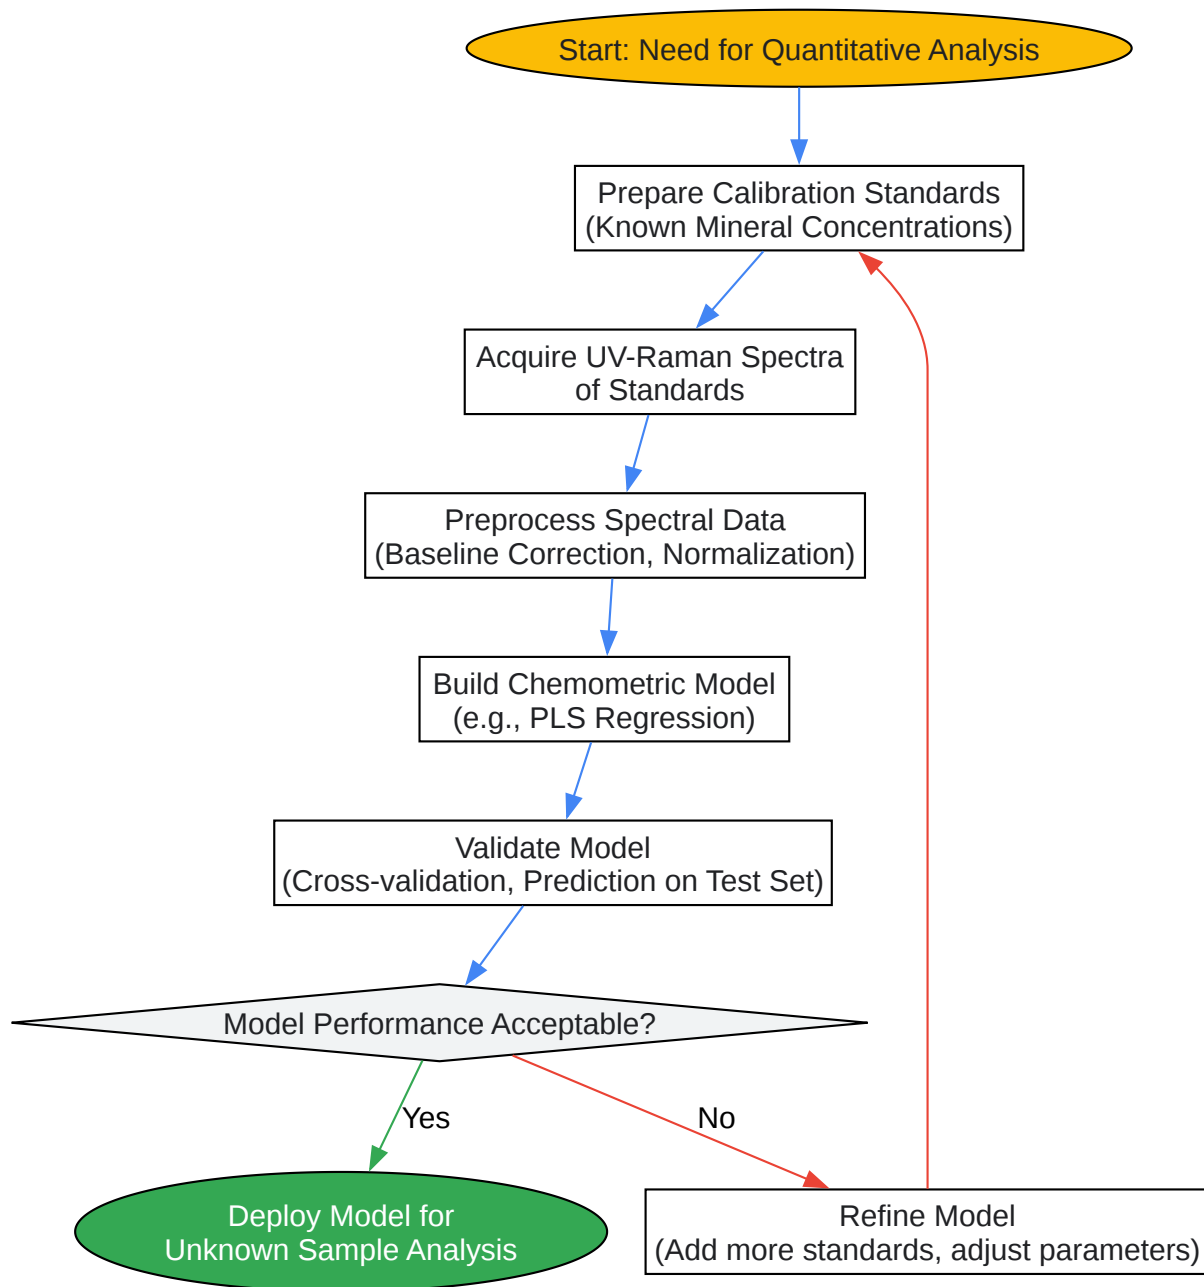 Start: Need for Quantitative Analysis
Prepare Calibration Standards
(Known Mineral Concentrations)
Acquire UV-Raman Spectra
of Standards
Preprocess Spectral Data
(Baseline Correction, Normalization)
Build Chemometric Model
(e.g., PLS Regression)
Validate Model
(Cross-validation, Prediction on Test Set)
Model Performance Acceptable?
Yes
No
Deploy Model for
Unknown Sample Analysis
Refine Model
(Add more standards, adjust parameters)